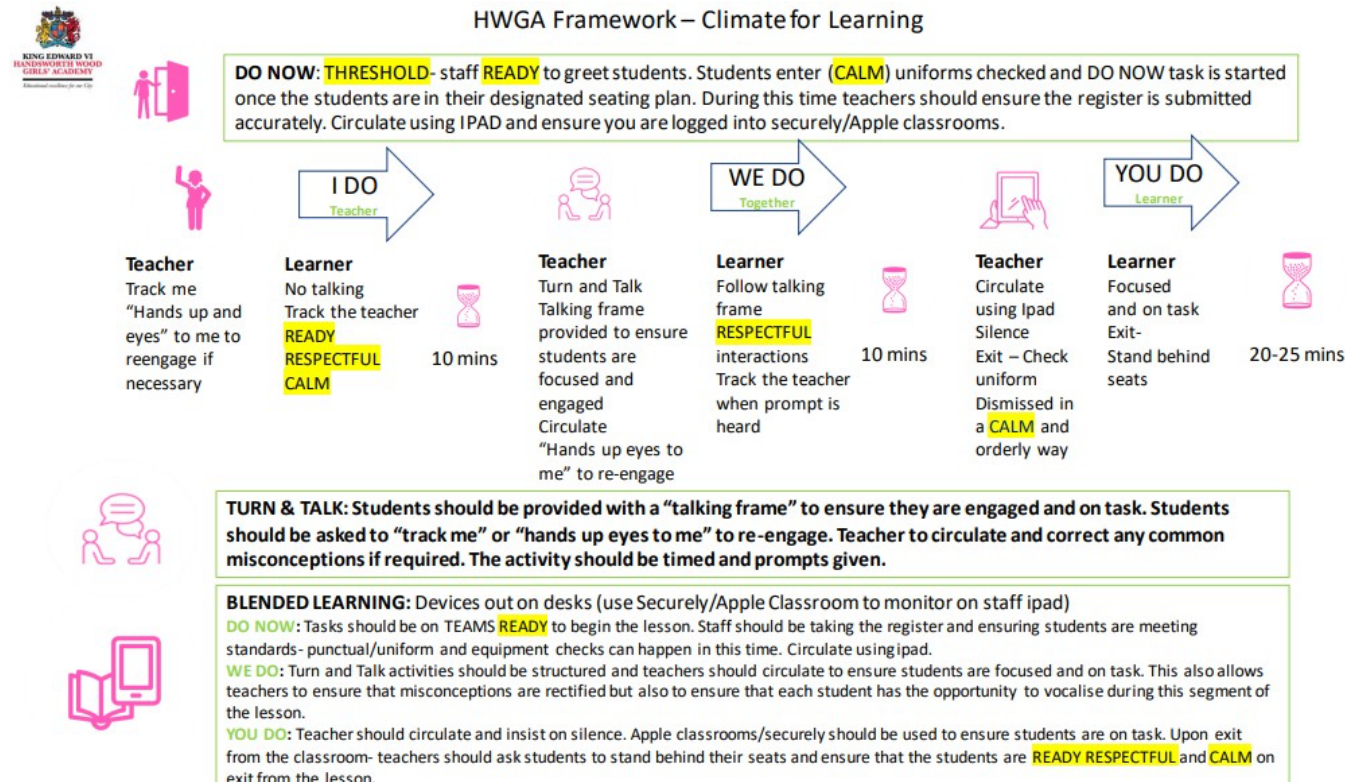 HWGA Framework – Climate for Learning
KING EDWARD VI
HANDSWORTH WOOD
GIRLS' ACADEMY
Educational excellence for our City
DO NOW: THRESHOLD- staff READY to greet students. Students enter (CALM) uniforms checked and DO NOW task is started
once the students are in their designated seating plan. During this time teachers should ensure the register is submitted
accurately. Circulate using IPAD and ensure you are logged into securely/Apple classrooms.
I DO
Teacher
WE DO
Together
YOU DO
Learner
Teacher
Track me
“Hands up and
eyes” to me to
reengage if
necessary
Learner
No talking
Track the teacher
READY
RESPECTFUL
CALM
10 mins
Teacher
Turn and Talk
Talking frame
provided to ensure
students are
focused and
engaged
Circulate
“Hands up eyes to
me” to re-engage
Learner
Follow talking
frame
RESPECTFUL
interactions
Track the teacher
when prompt is
heard
10 mins
Teacher
Circulate
using Ipad
Silence
Exit – Check
uniform
Dismissed in
a CALM and
orderly way
Learner
Focused
and on task
Exit-
Stand behind
seats
20-25 mins
TURN & TALK: Students should be provided with a “talking frame” to ensure they are engaged and on task. Students
should be asked to “track me” or “hands up eyes to me” to re-engage. Teacher to circulate and correct any common
misconceptions if required. The activity should be timed and prompts given.
BLENDED LEARNING: Devices out on desks (use Securely/Apple Classroom to monitor on staff ipad)
DO NOW: Tasks should be on TEAMS READY to begin the lesson. Staff should be taking the register and ensuring students are meeting
standards- punctual/uniform and equipment checks can happen in this time. Circulate using ipad.
WE DO: Turn and Talk activities should be structured and teachers should circulate to ensure students are focused and on task. This also allows
teachers to ensure that misconceptions are rectified but also to ensure that each student has the opportunity to vocalise during this segment of
the lesson.
YOU DO: Teacher should circulate and insist on silence. Apple classrooms/securely should be used to ensure students are on task. Upon exit
from the classroom- teachers should ask students to stand behind their seats and ensure that the students are READY RESPECTFUL and CALM on
exit from the lesson.